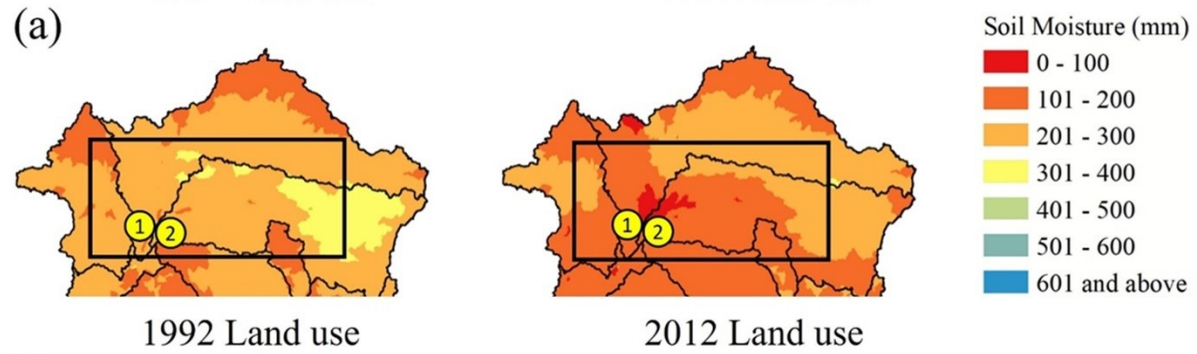 (a)
Soil Moisture (mm)
0 - 100
101 - 200
201 - 300
301 - 400
401 - 500
501 - 600
601 and above
1
2
1
2
1992 Land use
2012 Land use